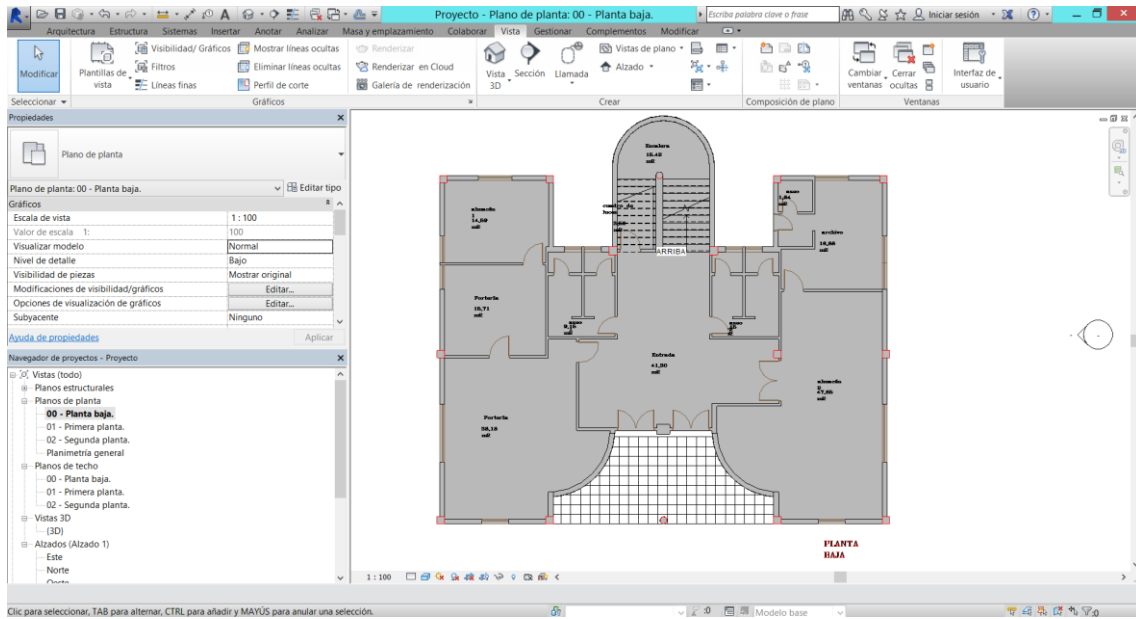 Proyecto - Plano de planta: 00 - Planta baja.
Escriba palabra clave o frase
Iniciar sesión
Arquitectura Estructura Sistemas Insertar Anotar Analizar Masa y emplazamiento Colaborar Vista Gestionar Complementos Modificar
Modificar
Plantillas de vista
Visibilidad/ Gráficos
Filtros
Líneas finas
Mostrar líneas ocultas
Eliminar líneas ocultas
Perfil de corte
Renderizar
Renderizar en Cloud
Galería de renderización
Vista 3D
Sección
Llamada
Vistas de plano
Alzado
Cambiar ventanas
Cerrar ocultas
Interfaz de usuario
Seleccionar
Gráficos
Crear
Composición de plano
Ventanas
Propiedades
Plano de planta
Plano de planta: 00 - Planta baja.
Editar tipo
Gráficos
Escala de vista 1 : 100
Valor de escala 1: 100
Visualizar modelo Normal
Nivel de detalle Bajo
Visibilidad de piezas Mostrar original
Modificaciones de visibilidad/gráficos Editar...
Opciones de visualización de gráficos Editar...
Subyacente Ninguno
Ayuda de propiedades
Aplicar
Navegador de proyectos - Proyecto
Vistas (todo)
Planos estructurales
Planos de planta
00 - Planta baja.
01 - Primera planta.
02 - Segunda planta.
Planimetría general
Planos de techo
00 - Planta baja.
01 - Primera planta.
02 - Segunda planta.
Vistas 3D
{3D}
Alzados (Alzado 1)
Este
Norte
Oeste
Escalera
ARRIBA
archivo
Portería
Entrada
41,30
Portería
PLANTA
BAJA
1 : 100
Clic para seleccionar, TAB para alternar, CTRL para añadir y MAYÚS para anular una selección.
:0
Modelo base
:0